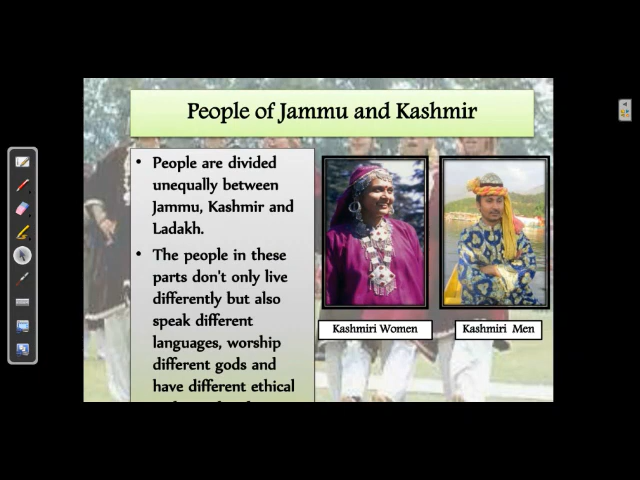 People of Jammu and Kashmir
• People are divided
unequally between
Jammu, Kashmir and
Ladakh.
• The people in these
parts don't only live
differently but also
speak different
languages, worship
different gods and
have different ethical
Kashmiri Women
Kashmiri Men